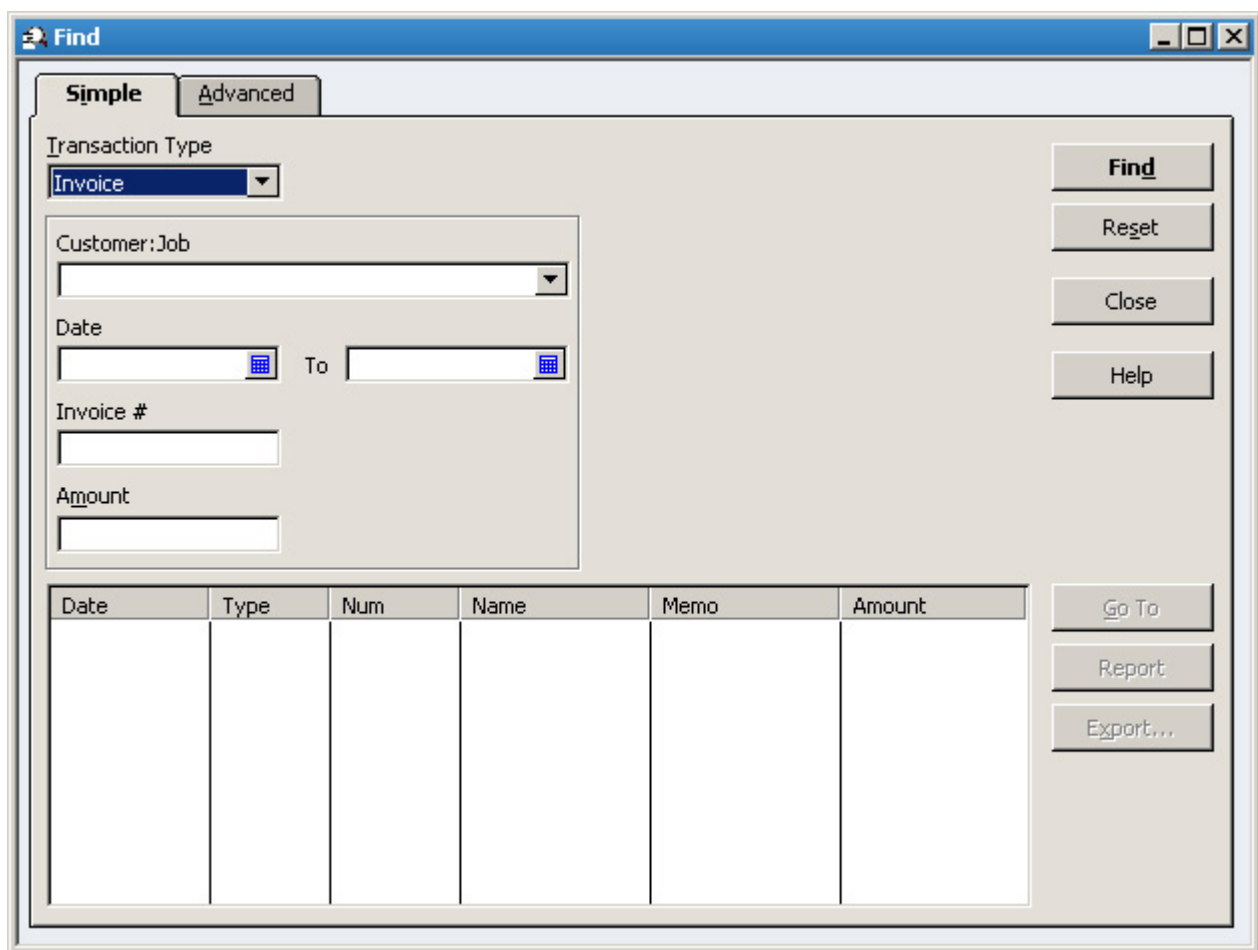 Find
Simple Advanced
Transaction Type
Invoice
Find
Reset
Close
Help
Customer:Job
Date
To
Invoice #
Amount
Date Type Num Name Memo Amount
Go To
Report
Export...